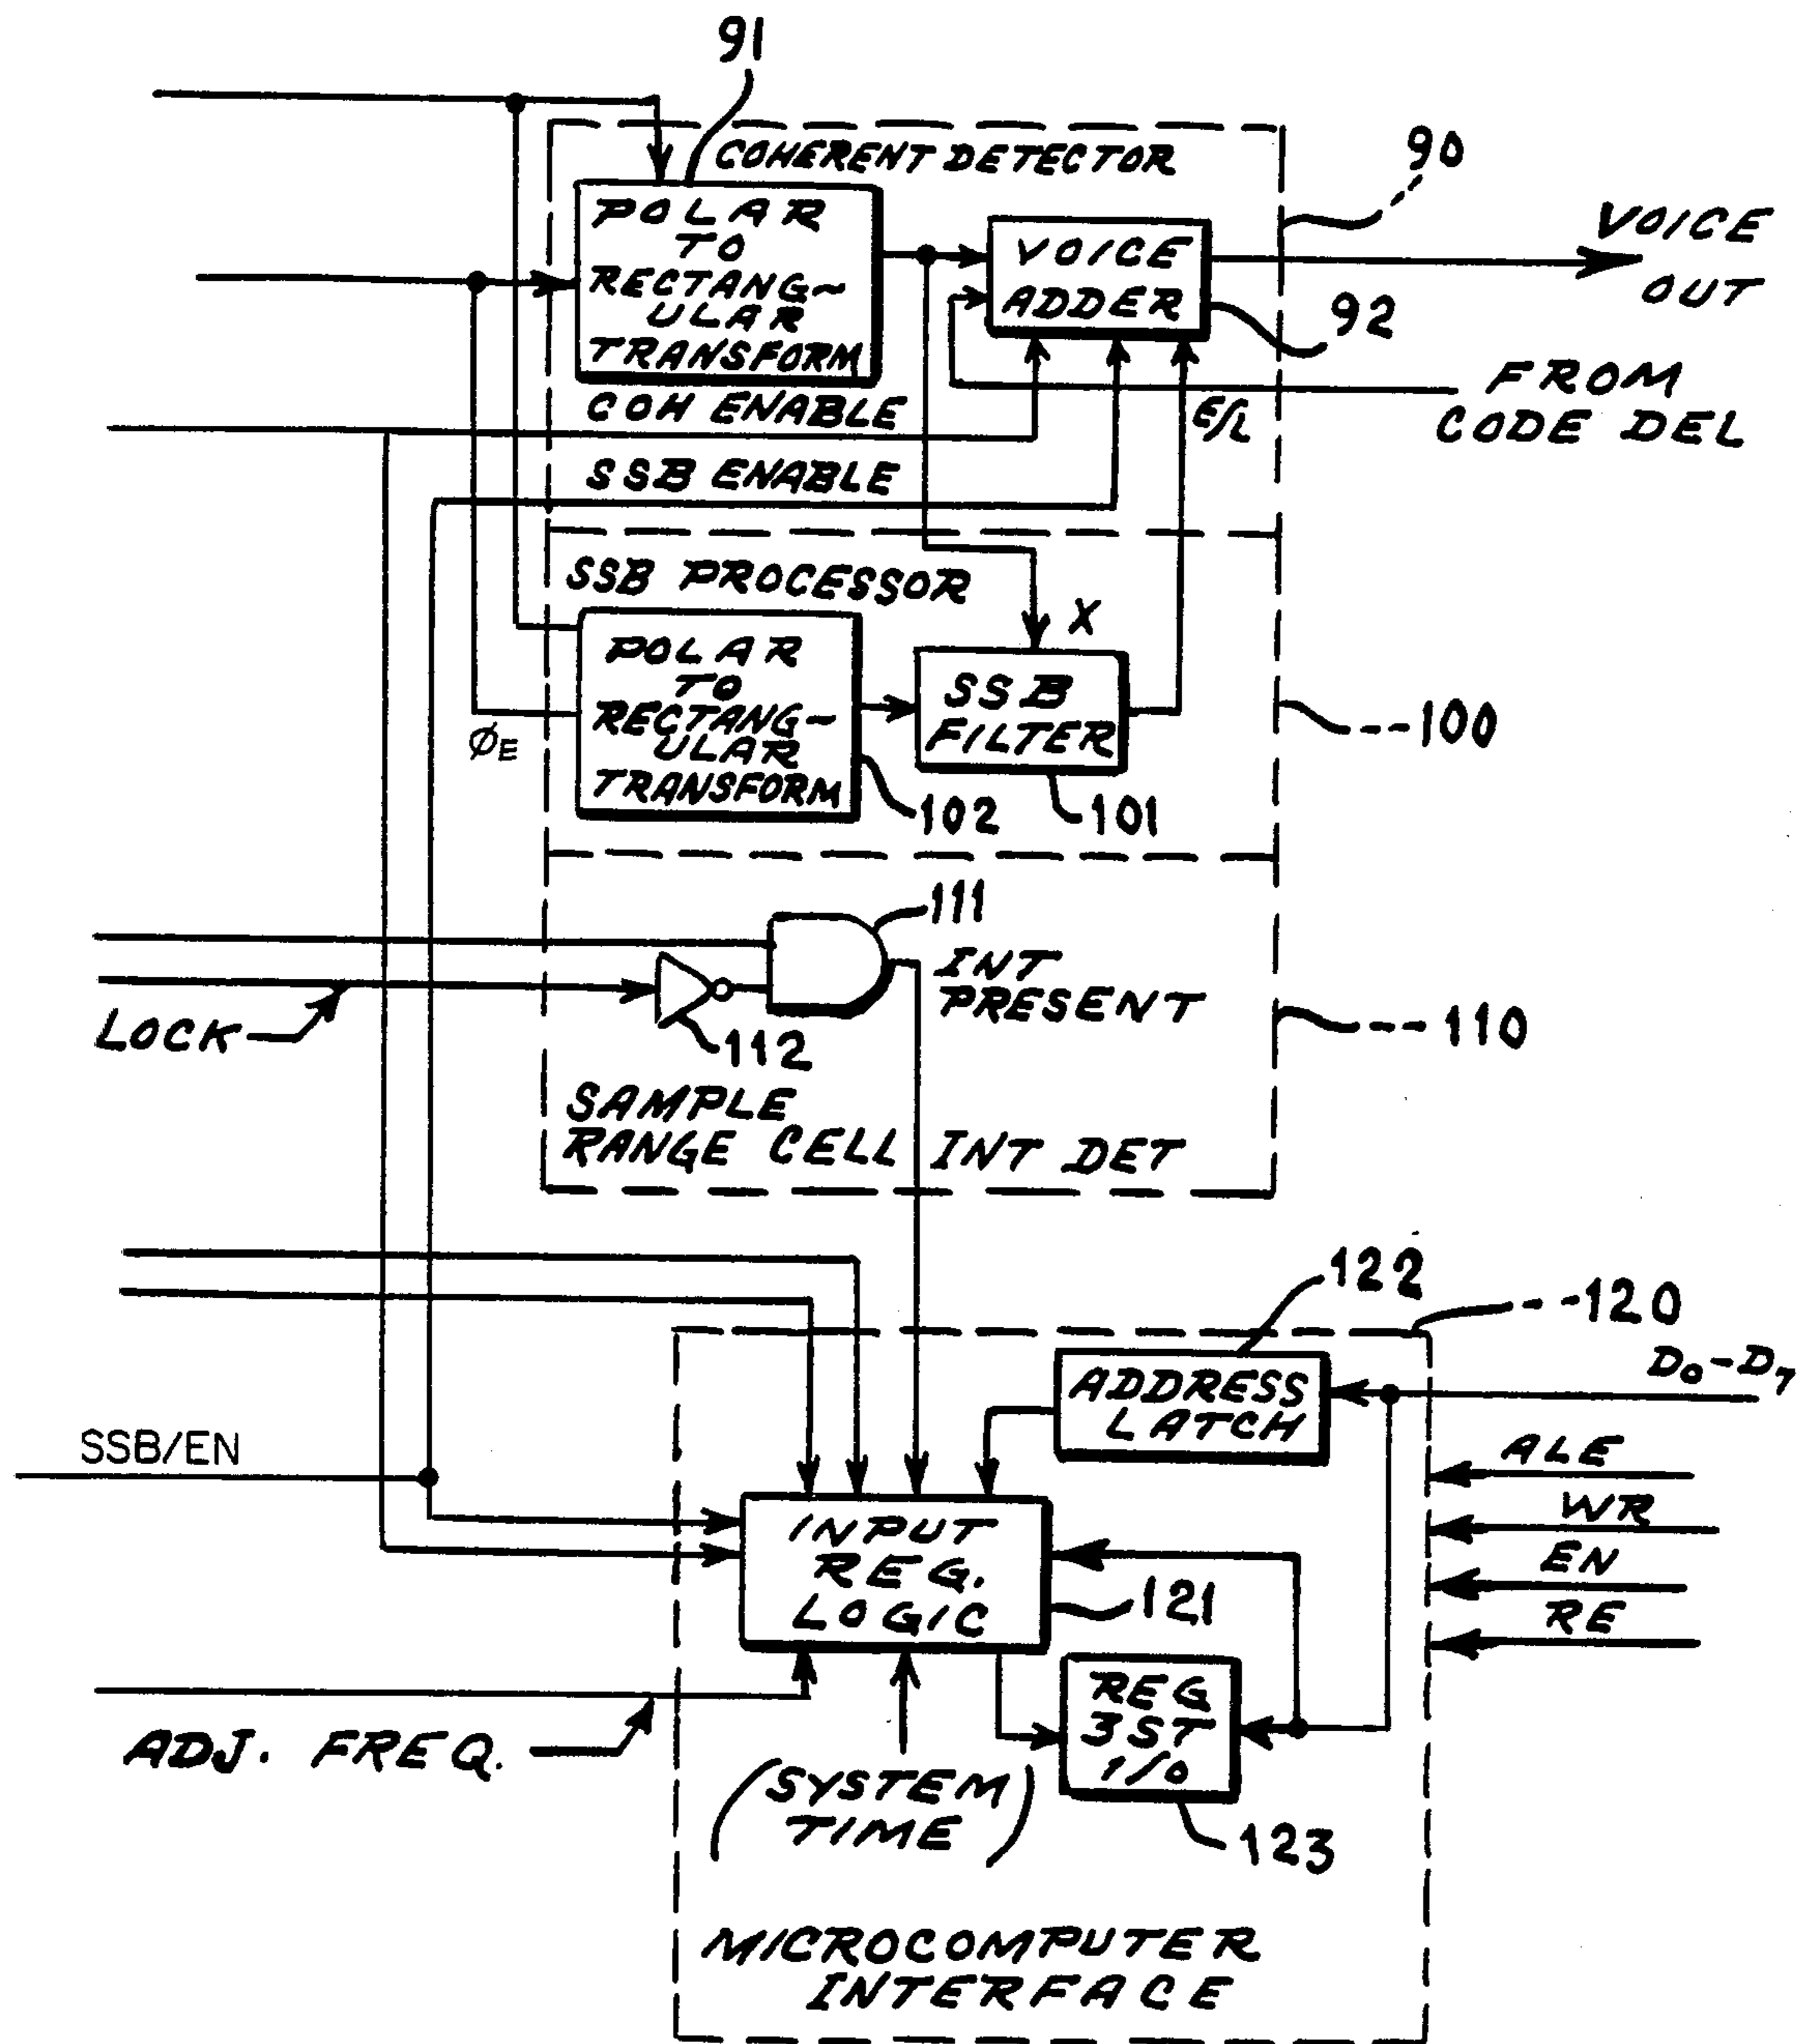 91
COHERENT DETECTOR
90
POLAR
TO
RECTANG-
ULAR
TRANSFORM
VOICE
ADDER
VOICE
OUT
92
FROM
CODE DEL
COH ENABLE
E/L
SSB ENABLE
SSB PROCESSOR
X
POLAR
TO
RECTANG-
ULAR
TRANSFORM
SSB
FILTER
100
ØE
102
101
111
INT
PRESENT
LOCK
112
110
SAMPLE
RANGE CELL INT DET
122
120
D0-D7
ADDRESS
LATCH
SSB/EN
ALE
WR
EN
RE
INPUT
REG.
LOGIC
121
ADJ. FREQ.
REG
3ST
I/O
(SYSTEM
TIME)
123
MICROCOMPUTER
INTERFACE